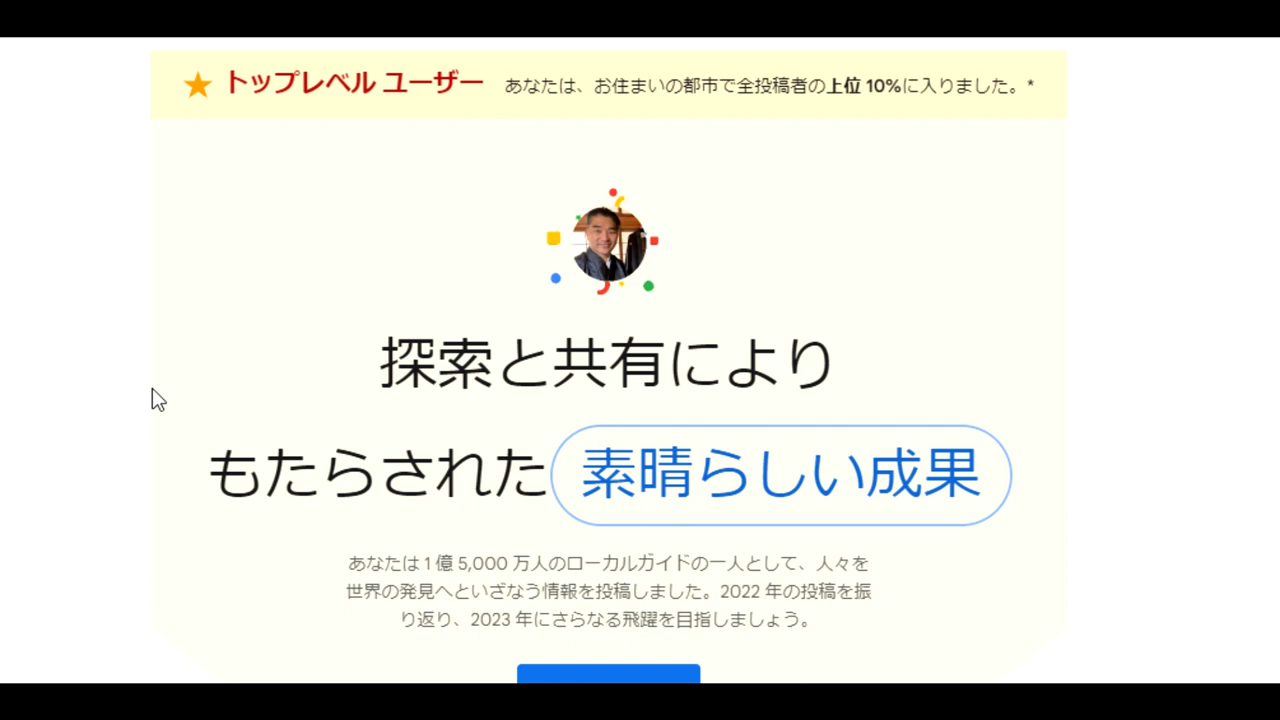 トップレベル ユーザー あなたは、お住まいの都市で全投稿者の上位 10%に入りました。*
探索と共有により
もたらされた素晴らしい成果
あなたは 1 億 5,000 万人のローカルガイドの一人として、人々を
世界の発見へといざなう情報を投稿しました。2022 年の投稿を振
り返り、2023 年にさらなる飛躍を目指しましょう。